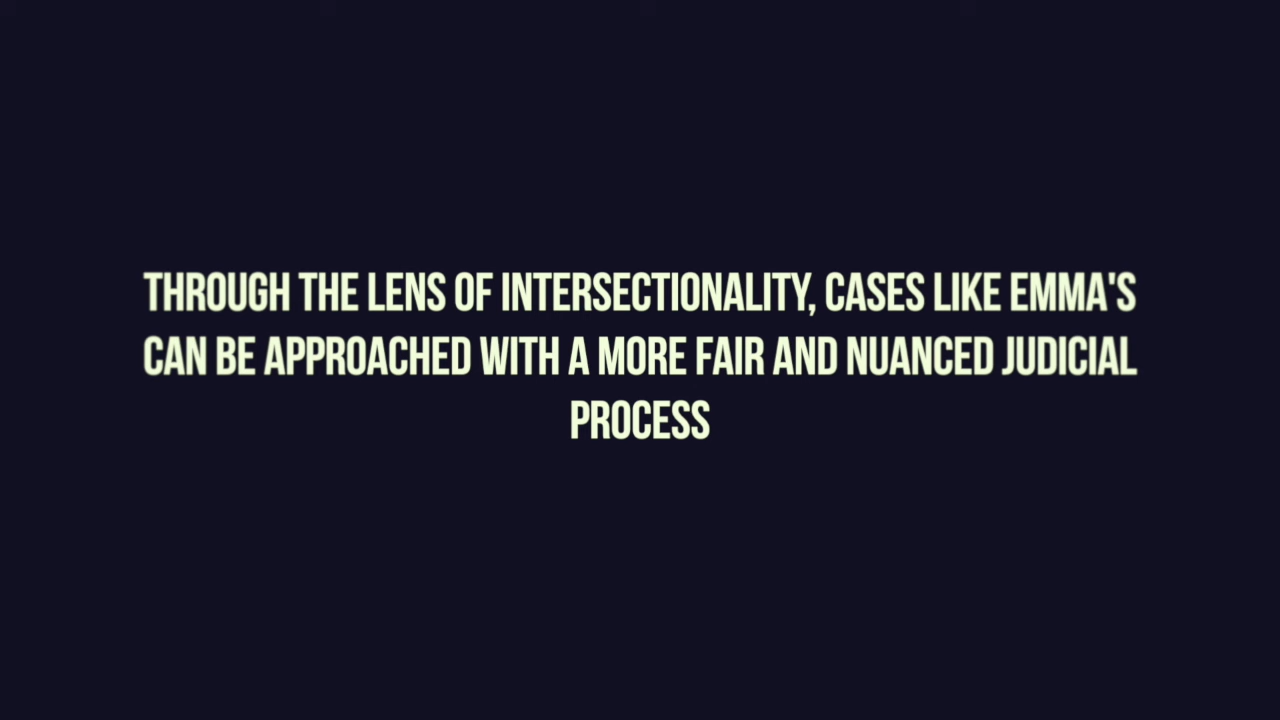 THROUGH THE LENS OF INTERSECTIONALITY, CASES LIKE EMMA'S
CAN BE APPROACHED WITH A MORE FAIR AND NUANCED JUDICIAL
PROCESS